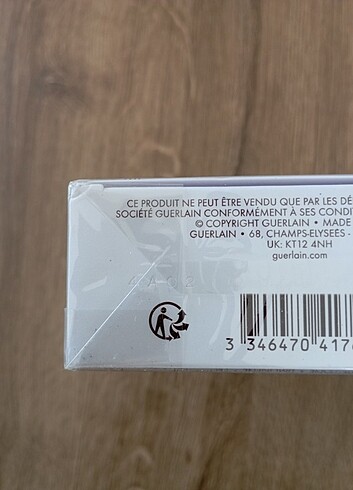 CE PRODUIT NE PEUT ÊTRE VENDU QUE PAR LES DÉ
SOCIÉTÉ GUERLAIN CONFORMÉMENT À SES CONDI
© COPYRIGHT GUERLAIN • MADE
GUERLAIN • 68, CHAMPS-ELYSEES -
UK: KT12 4NH
guerlain.com
4A02
3 346470 417